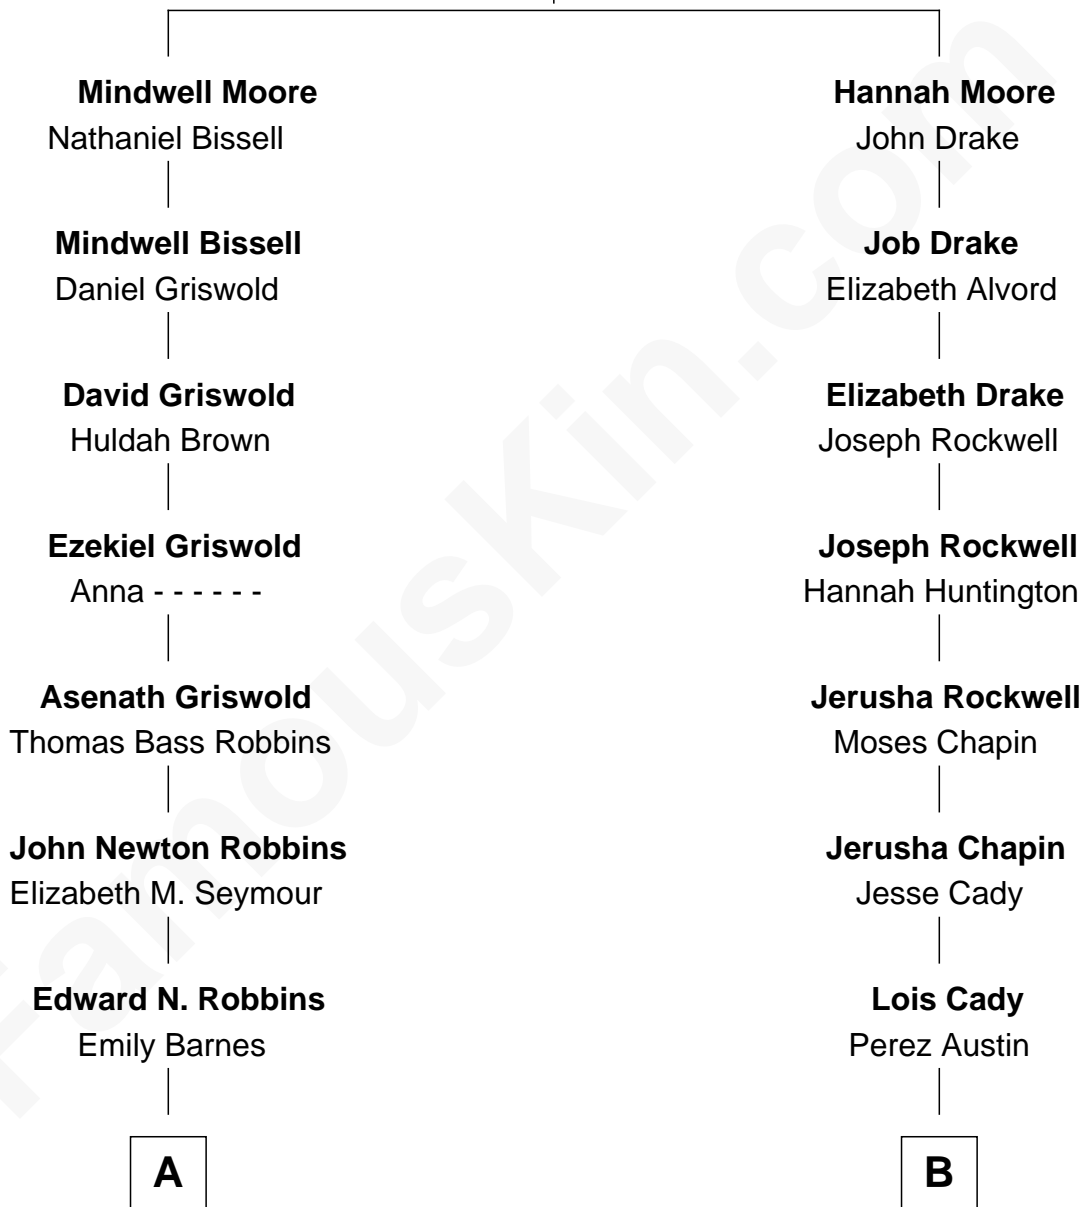 Mindwell Moore
Nathaniel Bissell
Hannah Moore
John Drake
Mindwell Bissell
Daniel Griswold
Job Drake
Elizabeth Alvord
David Griswold
Huldah Brown
Elizabeth Drake
Joseph Rockwell
Ezekiel Griswold
Anna - - - - - -
Joseph Rockwell
Hannah Huntington
Asenath Griswold
Thomas Bass Robbins
Jerusha Rockwell
Moses Chapin
John Newton Robbins
Elizabeth M. Seymour
Jerusha Chapin
Jesse Cady
Edward N. Robbins
Emily Barnes
Lois Cady
Perez Austin
A
B
FamousKin.com